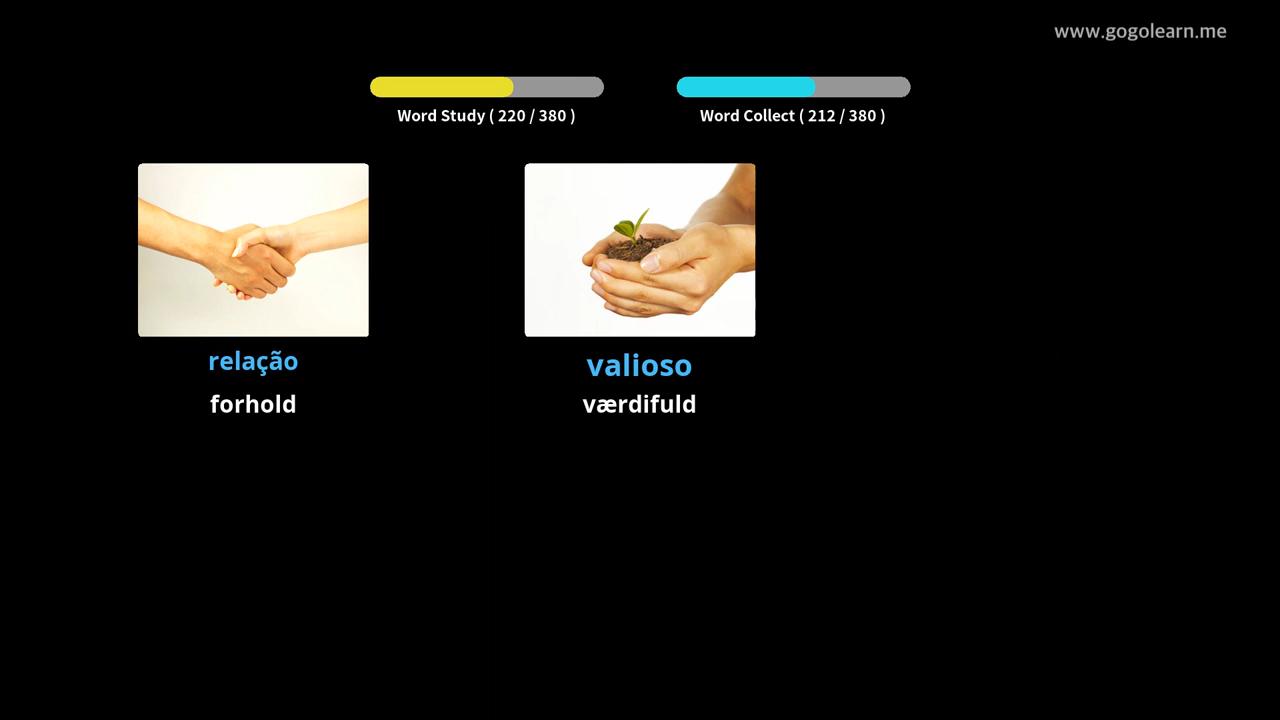 www.gogolearn.me
Word Study ( 220 / 380 )
Word Collect ( 212 / 380 )
relação
forhold
valioso
værdifuld